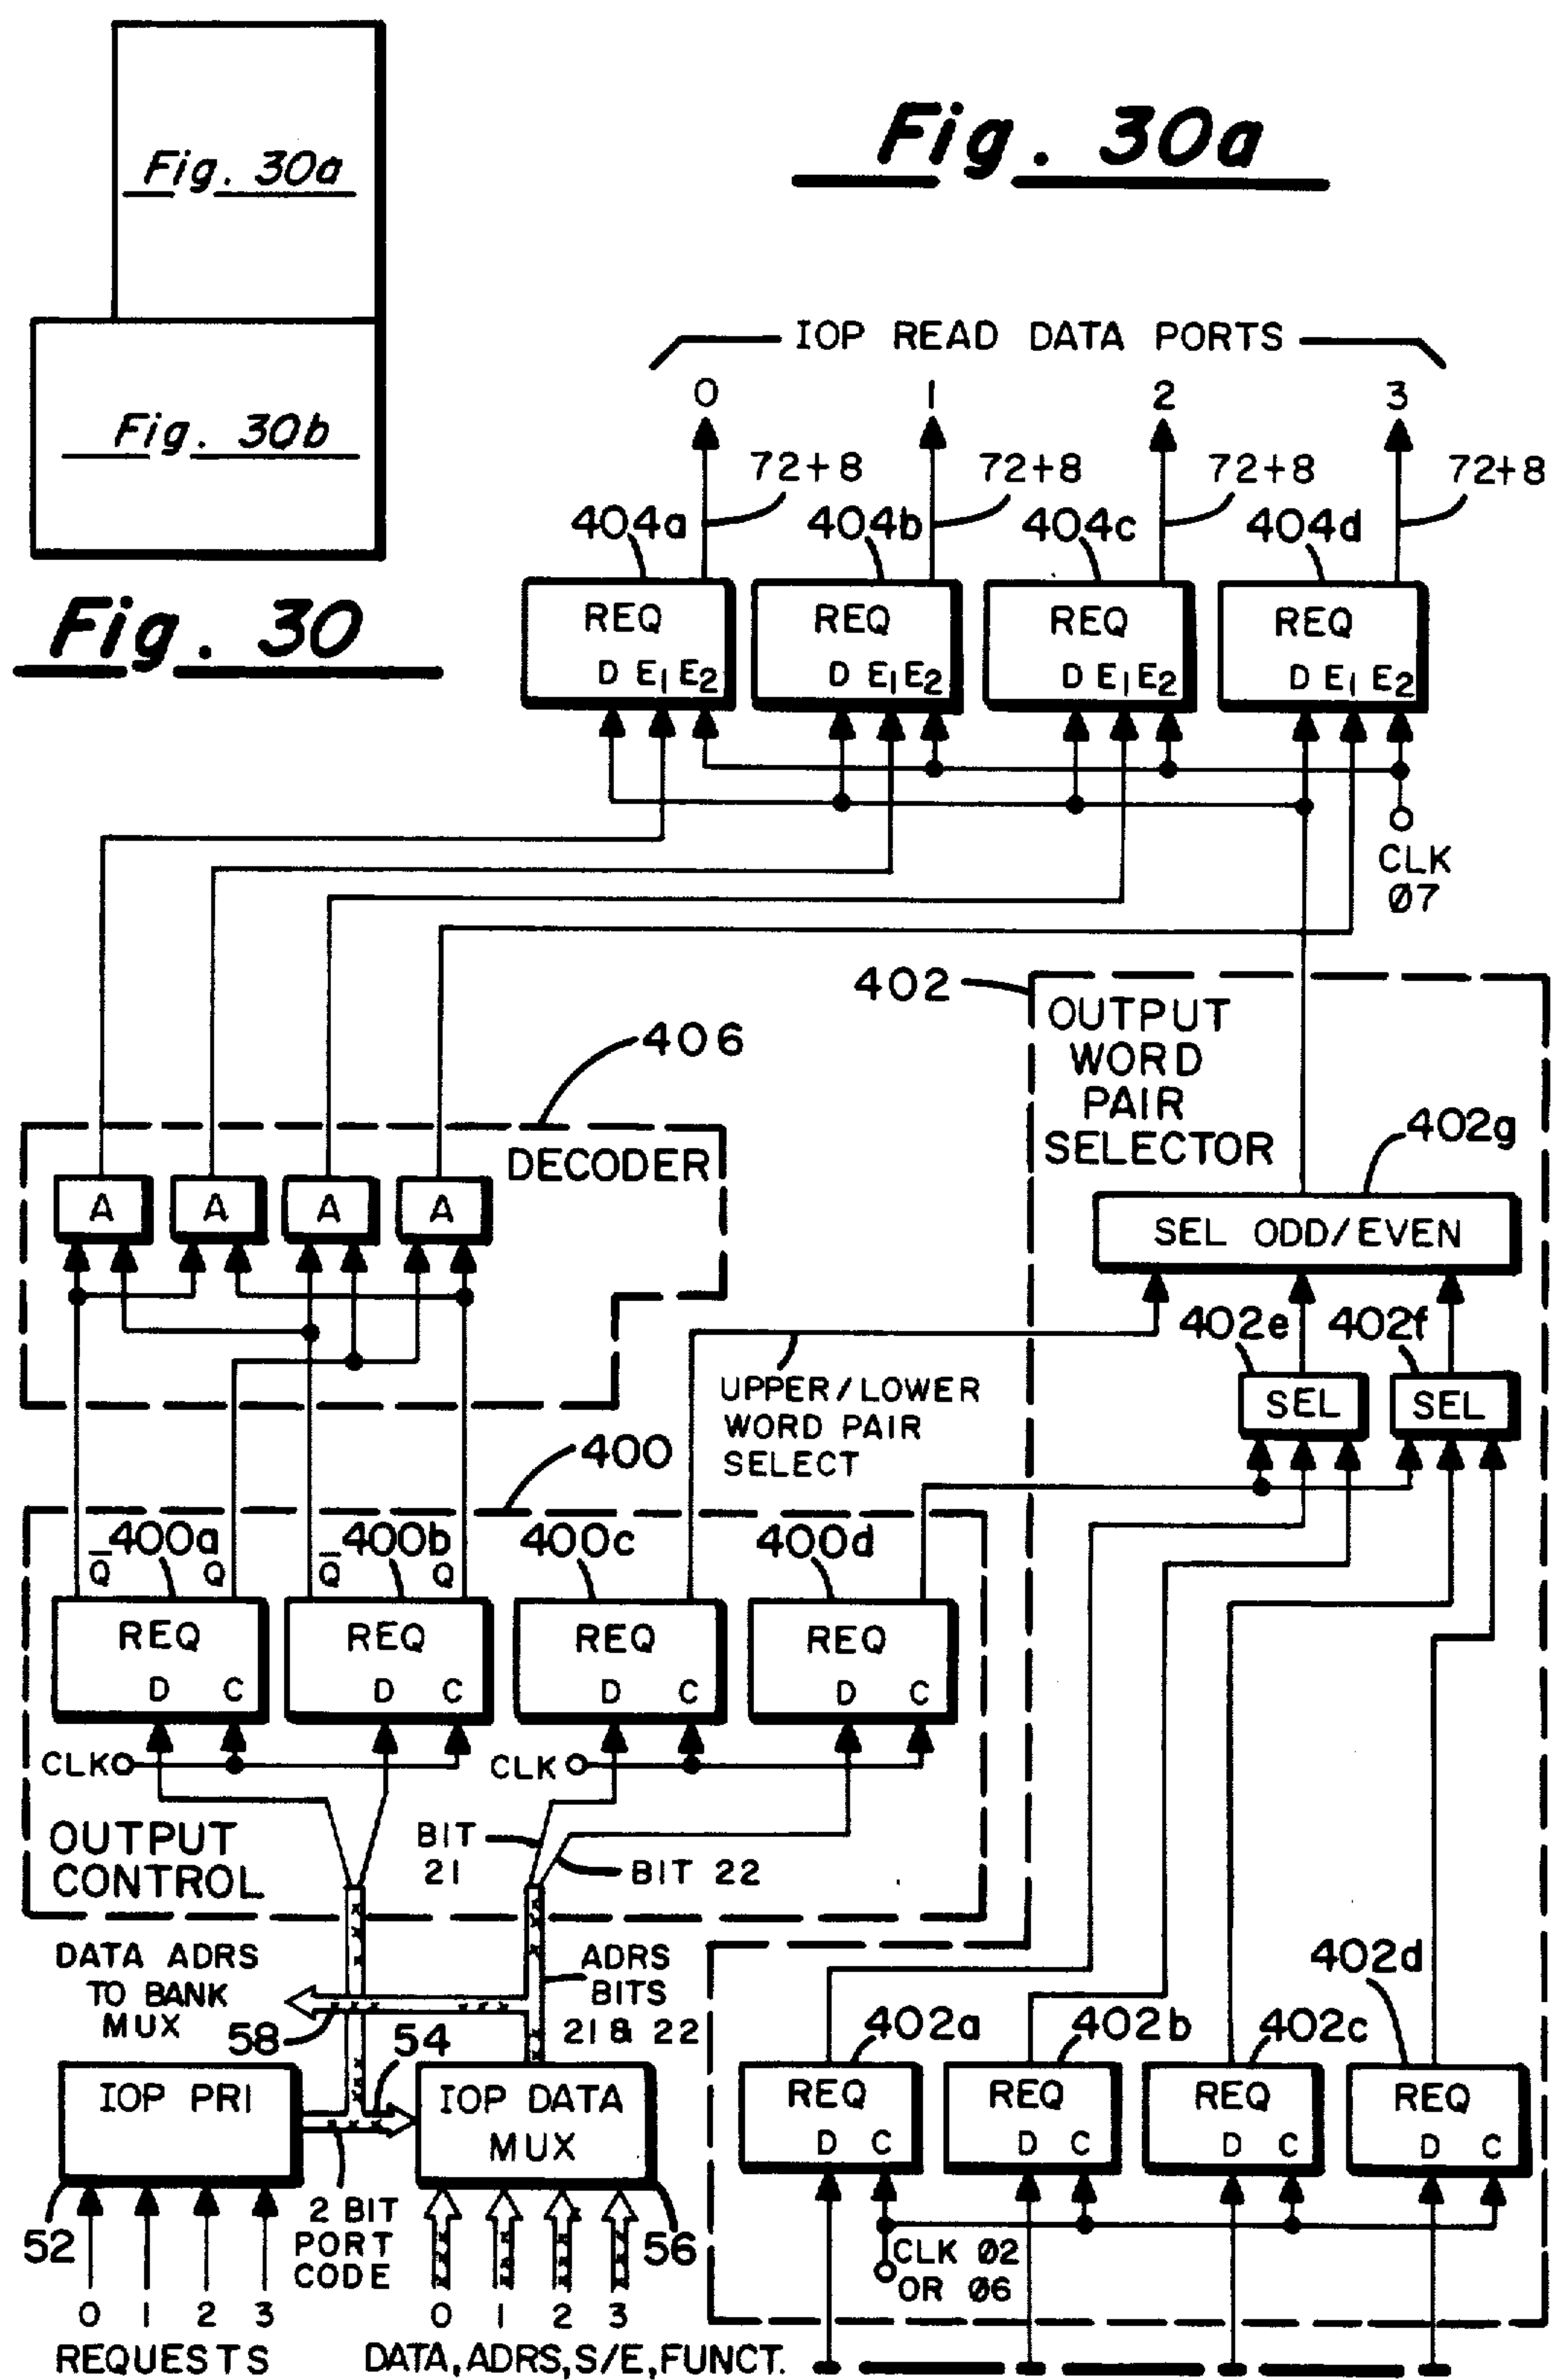 Fig. 30a
Fig. 30a
Fig. 30b
Fig. 30
IOP READ DATA PORTS
0 1 2 3
72+8 72+8 72+8 72+8
404a 404b 404c 404d
REQ REQ REQ REQ
D E1 E2 D E1 E2 D E1 E2 D E1 E2
CLK
Ø7
402
OUTPUT
WORD
PAIR
SELECTOR
406
DECODER
402g
A A A A
SEL ODD/EVEN
402e 402f
UPPER/LOWER
WORD PAIR
SELECT
SEL SEL
400
400a 400b 400c 400d
Q̅ Q Q̅ Q
REQ REQ REQ REQ
D C D C D C D C
CLK CLK
OUTPUT
CONTROL
BIT
21
BIT 22
DATA ADRS
TO BANK
MUX
58
54
ADRS
BITS
21 & 22
402a 402b 402c 402d
IOP PRI
IOP DATA
MUX
REQ REQ REQ REQ
D C D C D C D C
52
2 BIT
PORT
CODE
56
CLK Ø2
OR Ø6
0 1 2 3
0 1 2 3
REQUESTS
DATA, ADRS, S/E, FUNCT.